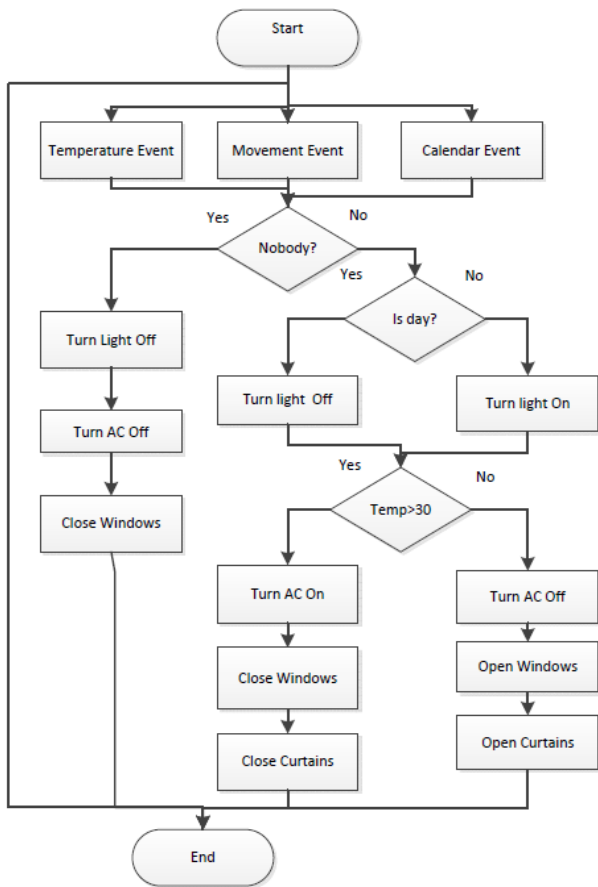 Start
Temperature Event
Movement Event
Calendar Event
Yes
No
Nobody?
Yes
No
Is day?
Turn Light Off
Turn light  Off
Turn light On
Turn AC Off
Yes
No
Temp>30
Close Windows
Turn AC On
Turn AC Off
Close Windows
Open Windows
Close Curtains
Open Curtains
End